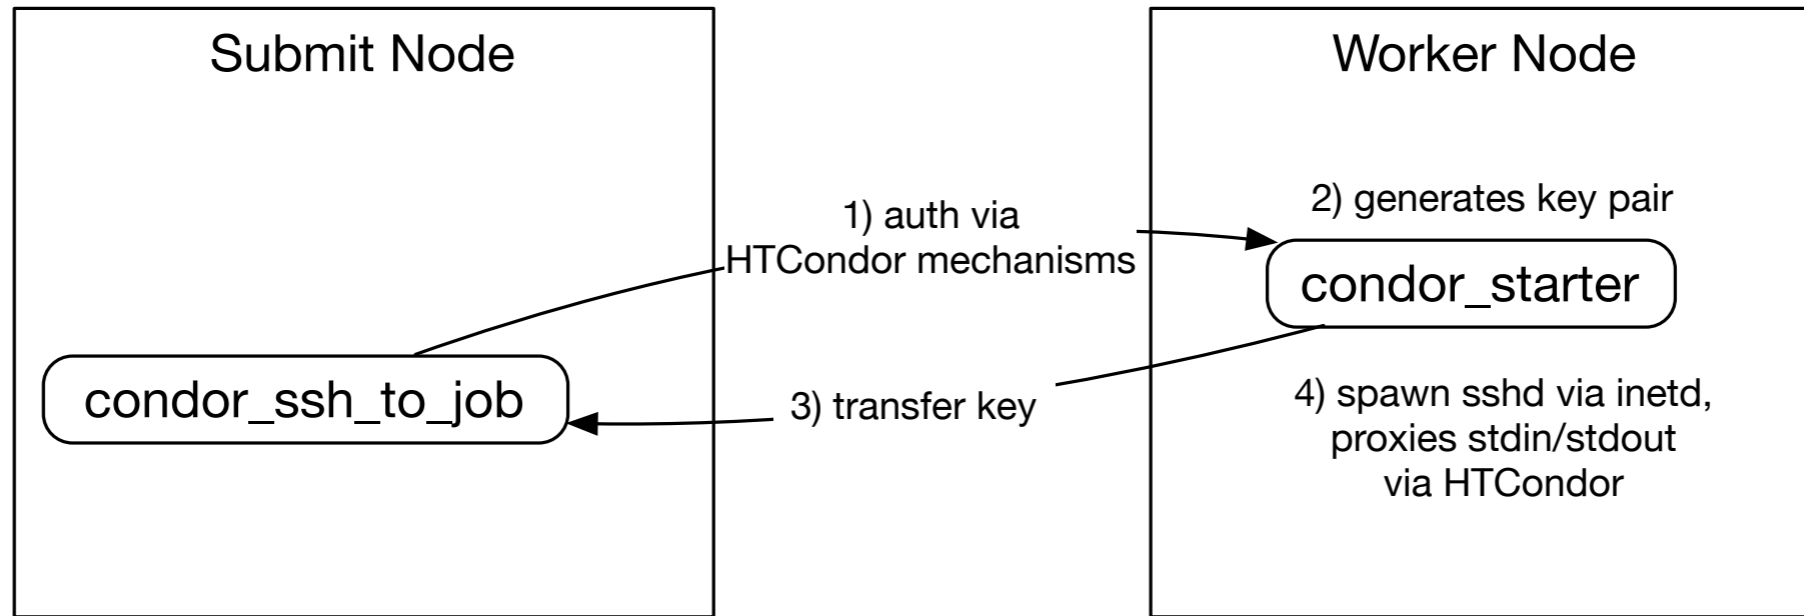 Submit Node
Worker Node
1) auth via
HTCondor mechanisms
2) generates key pair
condor_starter
condor_ssh_to_job
3) transfer key
4) spawn sshd via inetd,
proxies stdin/stdout
via HTCondor